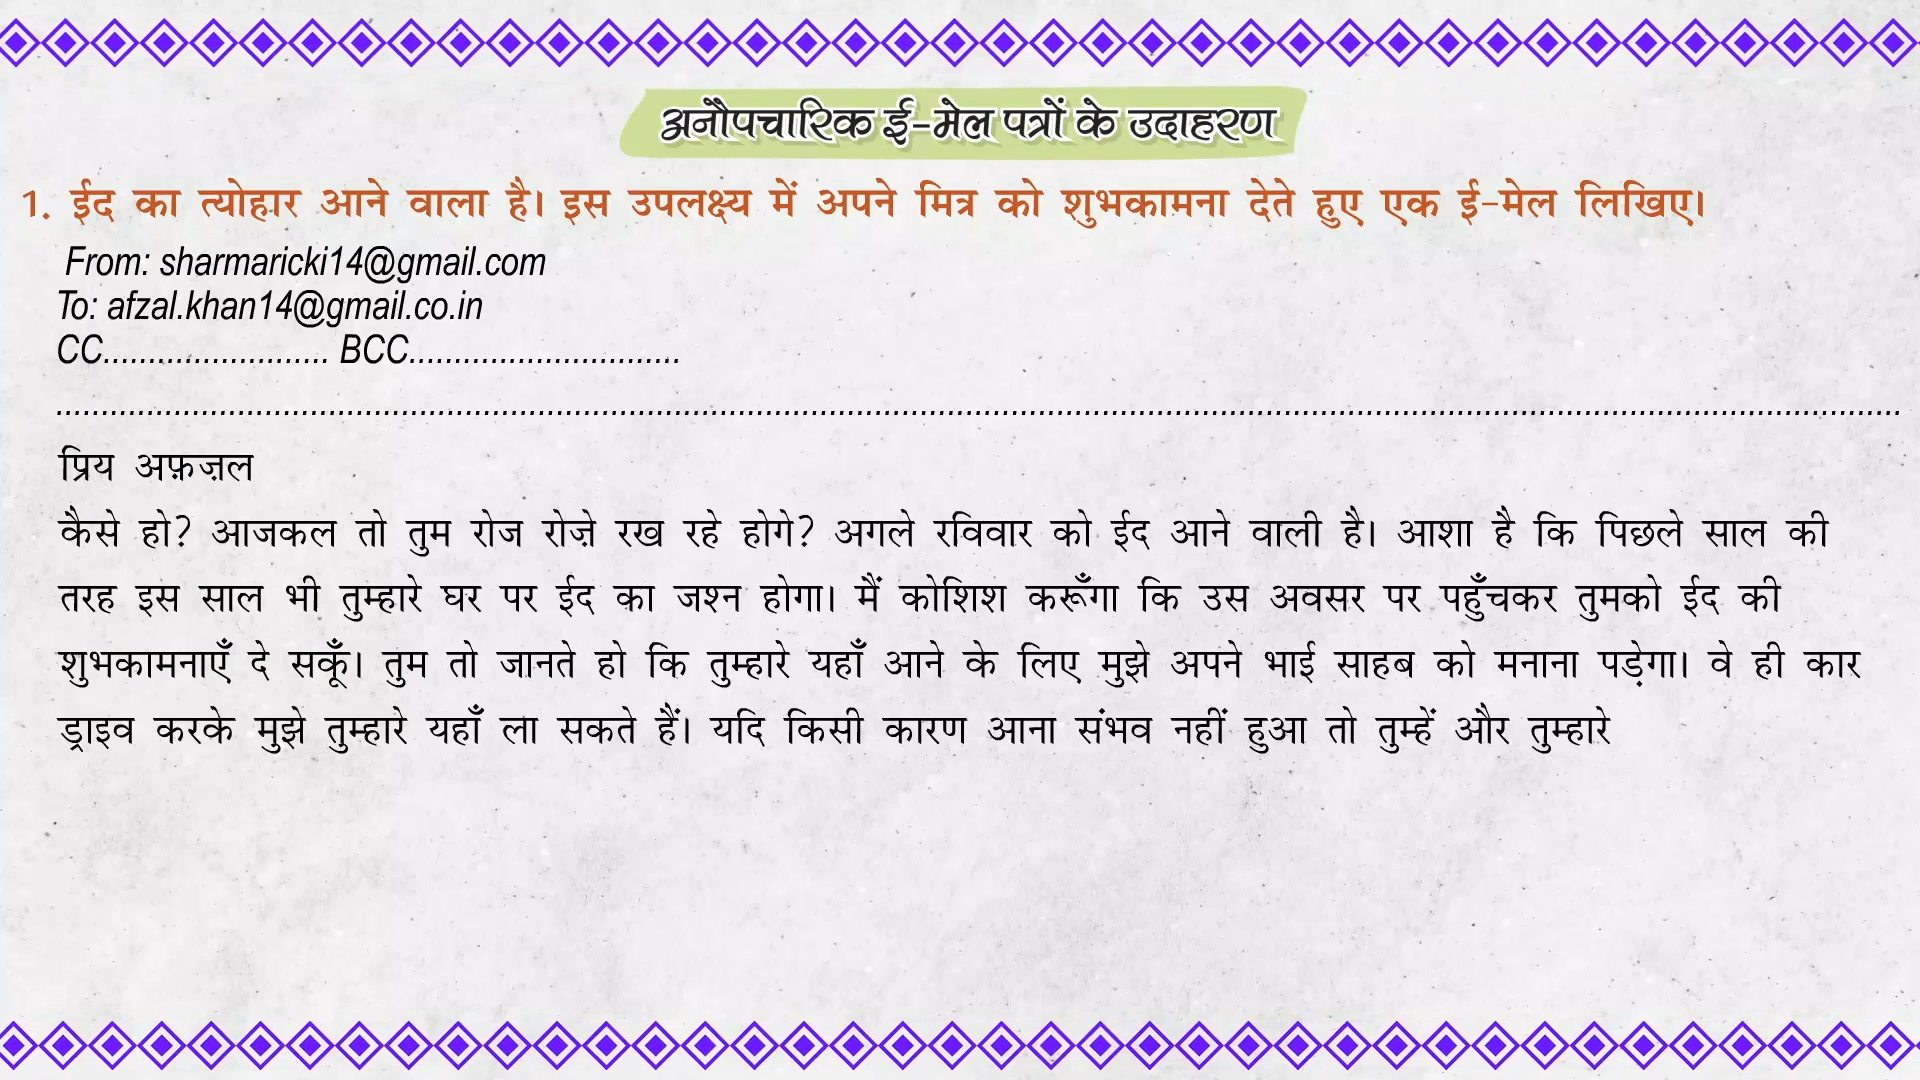 अनौपचारिक ई-मेल पत्रों के उदाहरण
1. ईद का त्योहार आने वाला है। इस उपलक्ष्य में अपने मित्र को शुभकामना देते हुए एक ई-मेल लिखिए।
From: sharmaricki14@gmail.com
To: afzal.khan14@gmail.co.in
CC......................... BCC..............................
................................................................................................................................................................................................................
प्रिय अफ़ज़ल
कैसे हो? आजकल तो तुम रोज रोज़े रख रहे होगे? अगले रविवार को ईद आने वाली है। आशा है कि पिछले साल की
तरह इस साल भी तुम्हारे घर पर ईद का जश्न होगा। मैं कोशिश करूँगा कि उस अवसर पर पहुँचकर तुमको ईद की
शुभकामनाएँ दे सकूँ। तुम तो जानते हो कि तुम्हारे यहाँ आने के लिए मुझे अपने भाई साहब को मनाना पड़ेगा। वे ही कार
ड्राइव करके मुझे तुम्हारे यहाँ ला सकते हैं। यदि किसी कारण आना संभव नहीं हुआ तो तुम्हें और तुम्हारे